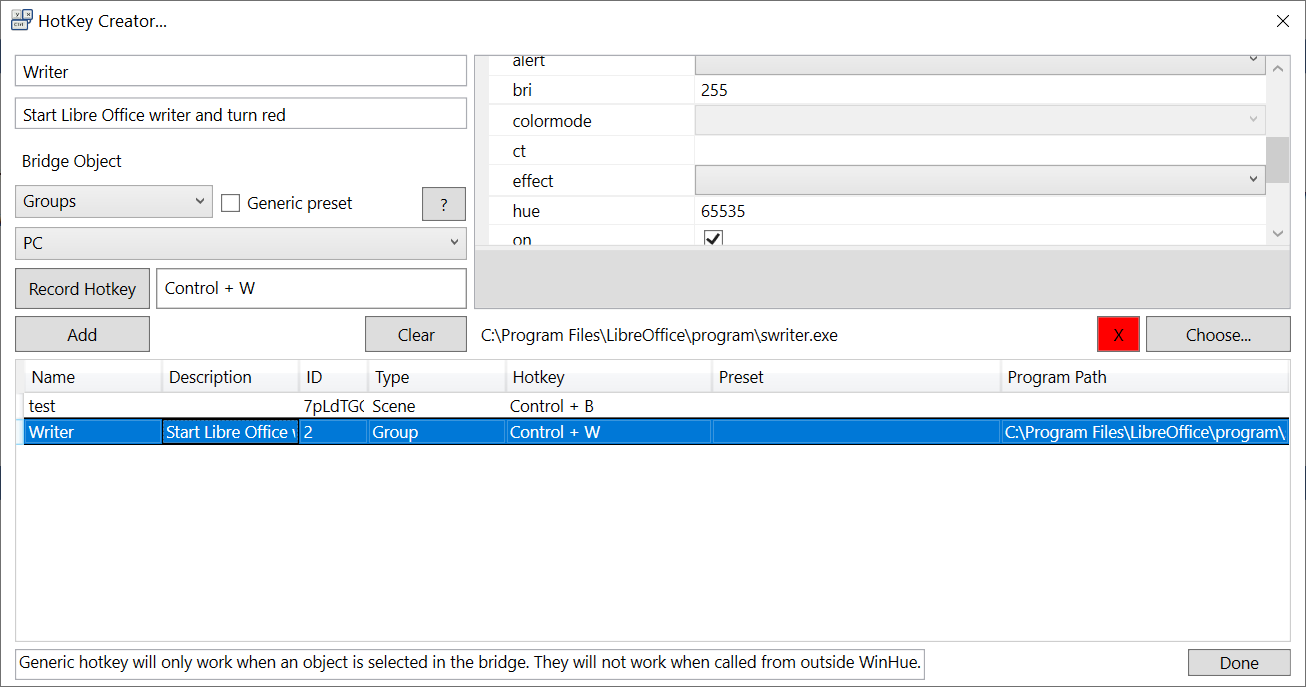 HotKey Creator...
Writer
Start Libre Office writer and turn red
Bridge Object
Groups
Generic preset
?
PC
Record Hotkey
Control + W
Add
Clear
alert
bri 255
colormode
ct
effect
hue 65535
on
C:\Program Files\LibreOffice\program\swriter.exe
X
Choose...
Name Description ID Type Hotkey Preset Program Path
test 7pLdTG Scene Control + B
Writer Start Libre Office 2 Group Control + W C:\Program Files\LibreOffice\program\
Generic hotkey will only work when an object is selected in the bridge. They will not work when called from outside WinHue.
Done